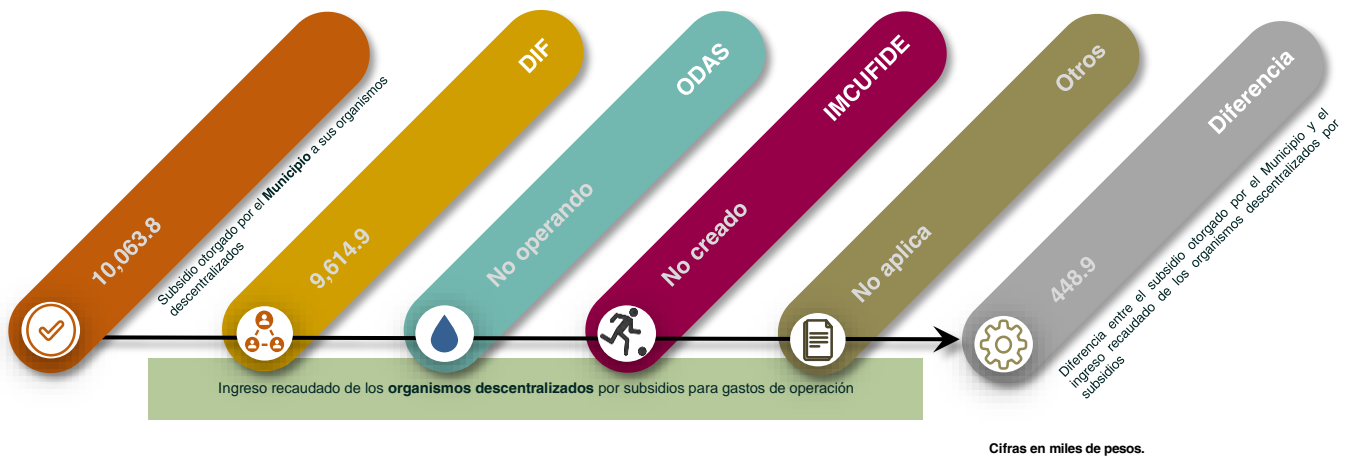 10,063.8
Subsidio otorgado por el Municipio a sus organismos
descentralizados
DIF
9,614.9
ODAS
No operando
IMCUFIDE
No creado
Otros
No aplica
Diferencia
448.9
Diferencia entre el subsidio otorgado por el Municipio y el
ingreso recaudado de los organismos descentralizados por
subsidios
Ingreso recaudado de los organismos descentralizados por subsidios para gastos de operación
Cifras en miles de pesos.